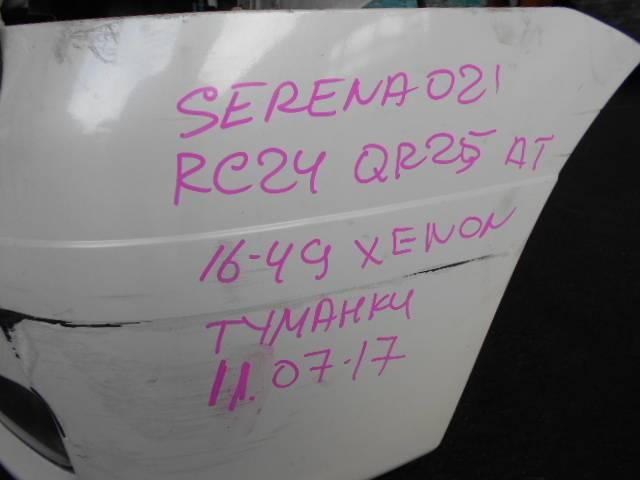 SERENA 021
RC24 QR25 AT
16-49 XENON
ТУМАНКИ
11.07-17